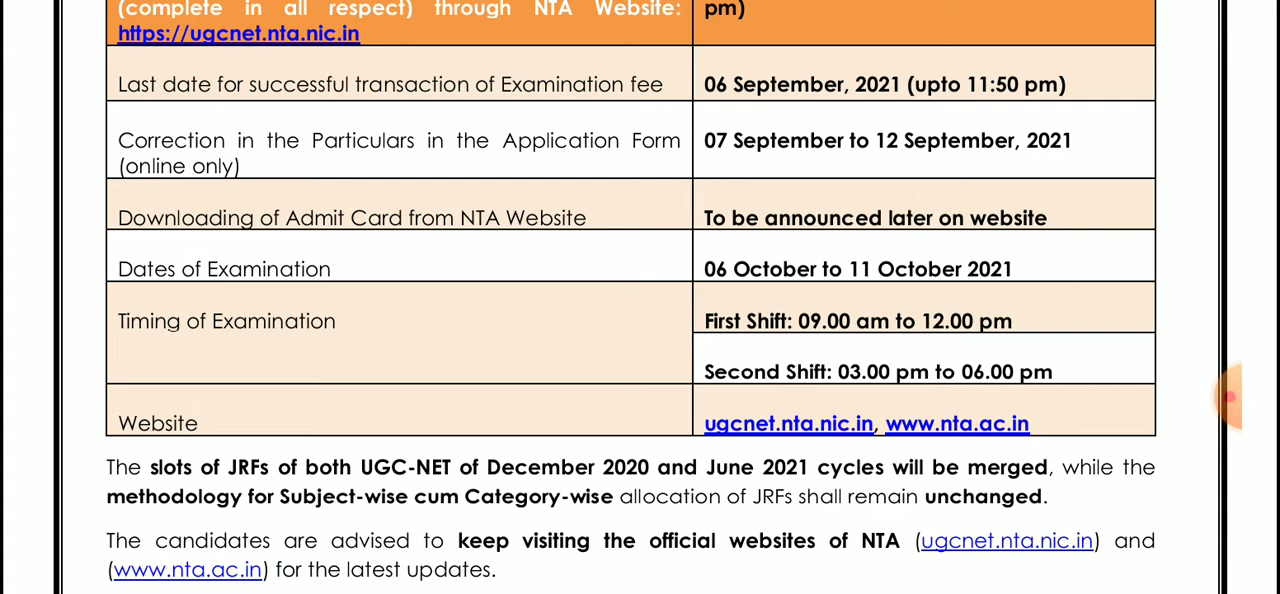 (complete in all respect) through NTA Website:
https://ugcnet.nta.nic.in
pm)
Last date for successful transaction of Examination fee
06 September, 2021 (upto 11:50 pm)
Correction in the Particulars in the Application Form
(online only)
07 September to 12 September, 2021
Downloading of Admit Card from NTA Website
To be announced later on website
Dates of Examination
06 October to 11 October 2021
Timing of Examination
First Shift: 09.00 am to 12.00 pm
Second Shift: 03.00 pm to 06.00 pm
Website
ugcnet.nta.nic.in, www.nta.ac.in
The slots of JRFs of both UGC-NET of December 2020 and June 2021 cycles will be merged, while the
methodology for Subject-wise cum Category-wise allocation of JRFs shall remain unchanged.
The candidates are advised to keep visiting the official websites of NTA (ugcnet.nta.nic.in) and
(www.nta.ac.in) for the latest updates.